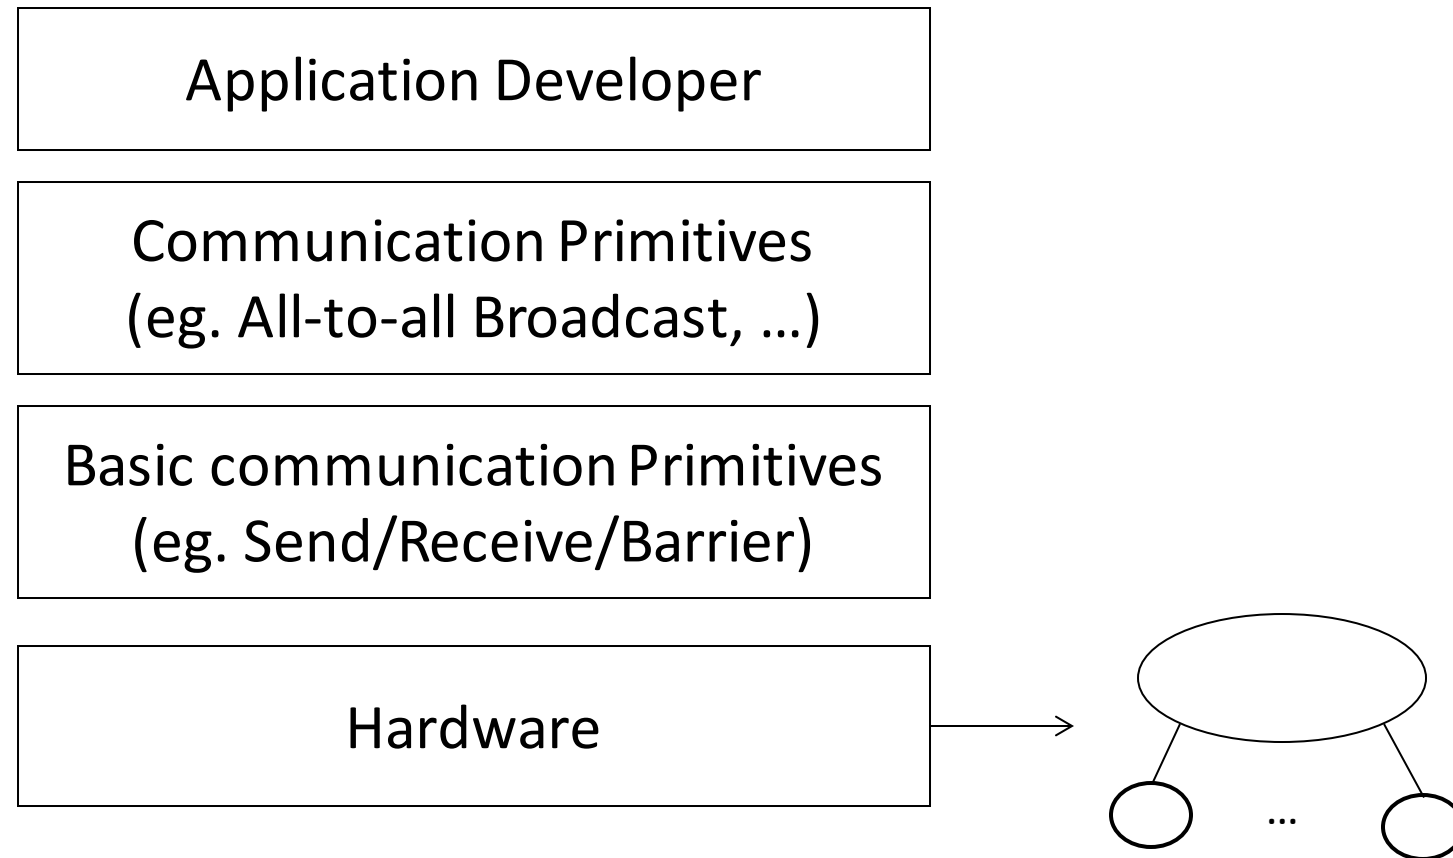 Application Developer
Communication Primitives
(eg. All-to-all Broadcast, …)
Basic communication Primitives
(eg. Send/Receive/Barrier)
Hardware
…